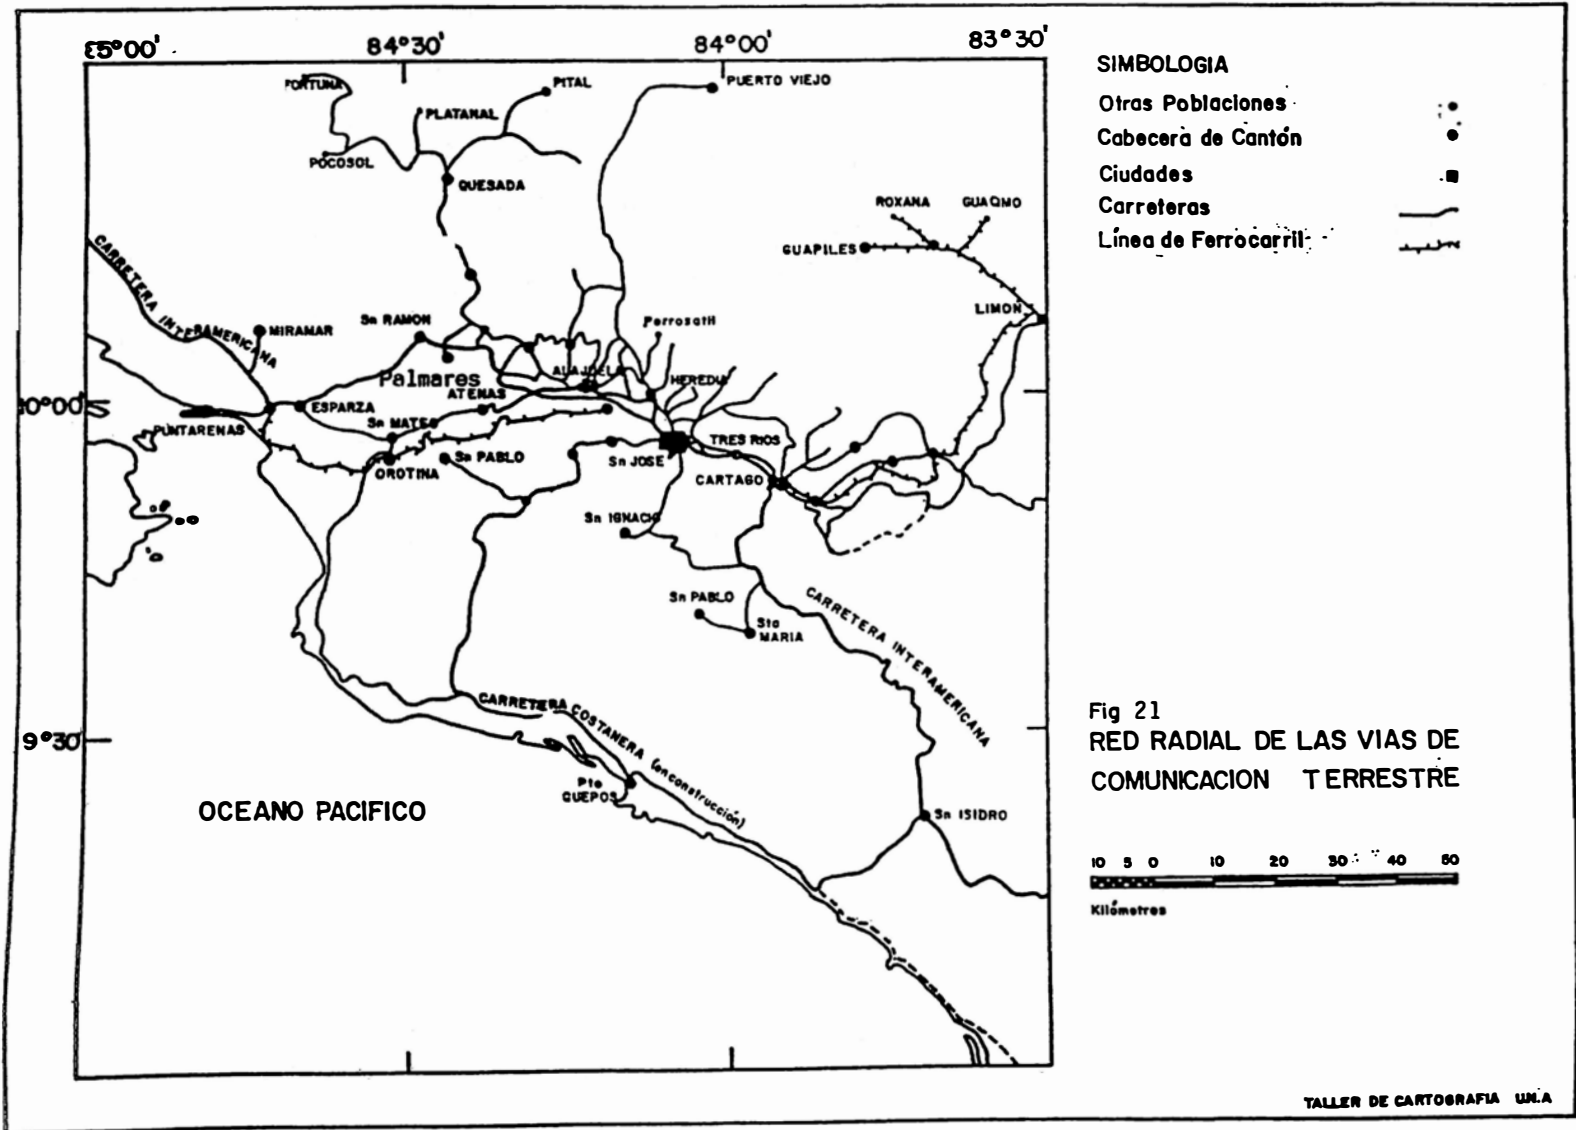 85°00'
84°30'
84°00'
83°30'
FORTUNA
PLATANAL
PITAL
PUERTO VIEJO
POCOSOL
QUESADA
ROXANA
GUACIMO
GUAPILES
LIMON
CARRETERA INTERAMERICANA
MIRAMAR
Sn RAMON
Ferrosatti
Palmares
ALAJUELA
HEREDIA
ATENAS
10°00'
ESPARZA
Sn MATEO
PUNTARENAS
TRES RIOS
OROTINA
Sn PABLO
Sn JOSE
CARTAGO
Sn IGNACIO
Sn PABLO
Sta
MARIA
CARRETERA INTERAMERICANA
CARRETERA COSTANERA (en construcción)
9°30'
Pto
QUEPOS
OCEANO PACIFICO
Sn ISIDRO
SIMBOLOGIA
Otras Poblaciones
Cabecera de Cantón
Ciudades
Carreteras
Línea de Ferrocarril
Fig 21
RED RADIAL DE LAS VIAS DE
COMUNICACION TERRESTRE
10 5 0 10 20 30 40 50
Kilómetros
TALLER DE CARTOGRAFIA U.N.A